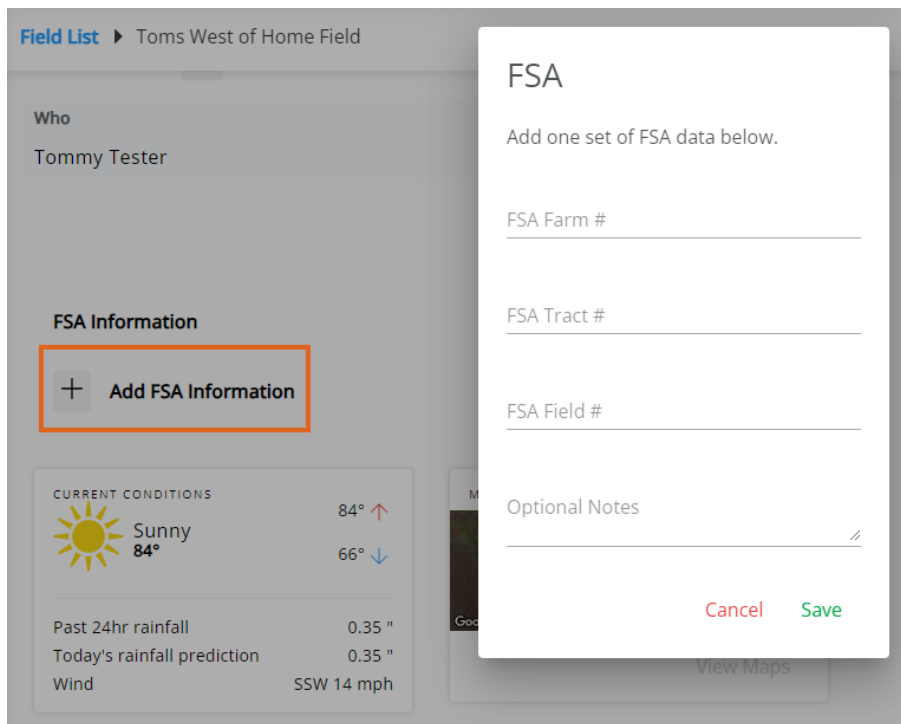 Field List ▶ Toms West of Home Field
Who
Tommy Tester
FSA Information
+ Add FSA Information
CURRENT CONDITIONS
Sunny
84°
84° ↑
66° ↓
Past 24hr rainfall 0.35 "
Today's rainfall prediction 0.35 "
Wind SSW 14 mph
View Maps
FSA
Add one set of FSA data below.
FSA Farm #
FSA Tract #
FSA Field #
Optional Notes
Cancel Save